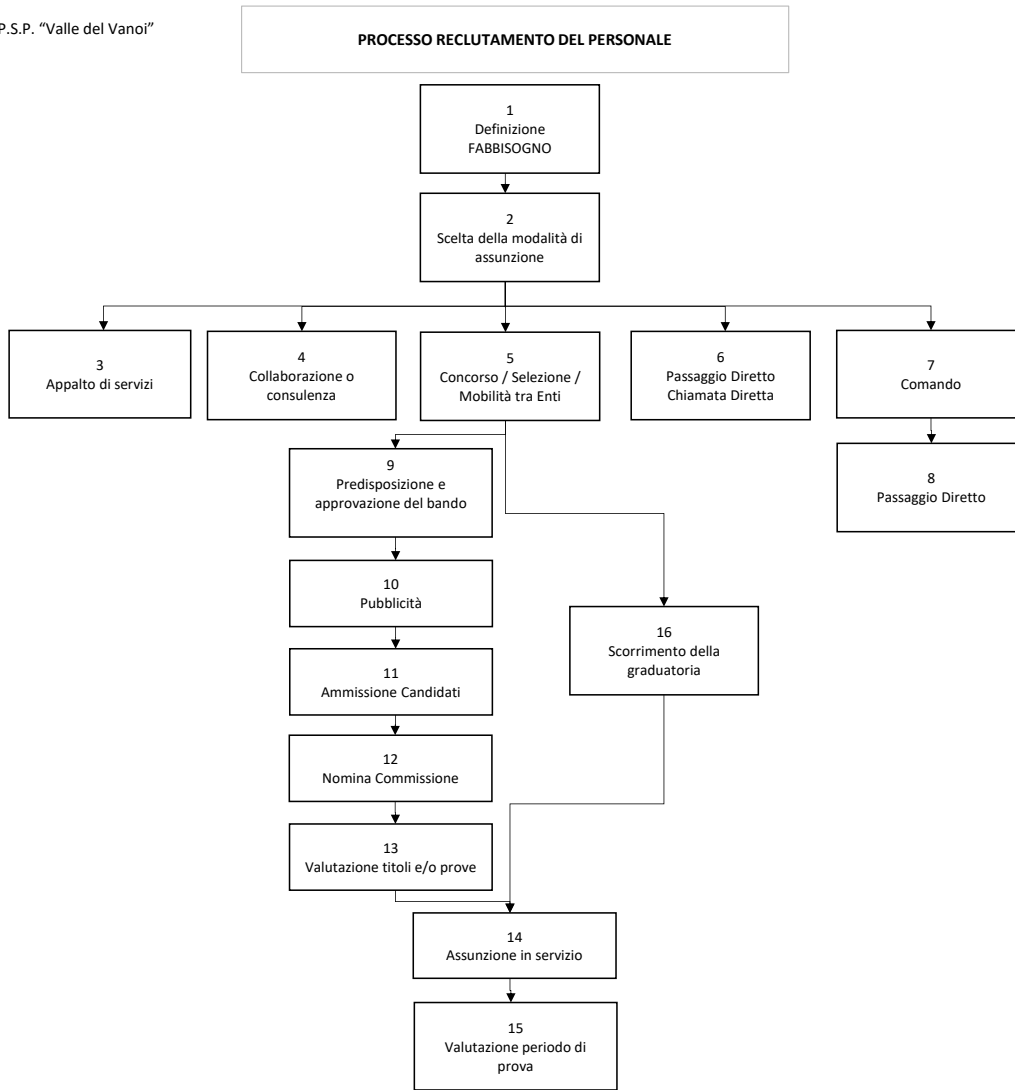 P.S.P. “Valle del Vanoi”
PROCESSO RECLUTAMENTO DEL PERSONALE
1
Definizione
FABBISOGNO
2
Scelta della modalità di
assunzione
3
Appalto di servizi
4
Collaborazione o
consulenza
5
Concorso / Selezione /
Mobilità tra Enti
6
Passaggio Diretto
Chiamata Diretta
7
Comando
8
Passaggio Diretto
9
Predisposizione e
approvazione del bando
10
Pubblicità
11
Ammissione Candidati
12
Nomina Commissione
13
Valutazione titoli e/o prove
16
Scorrimento della
graduatoria
14
Assunzione in servizio
15
Valutazione periodo di
prova